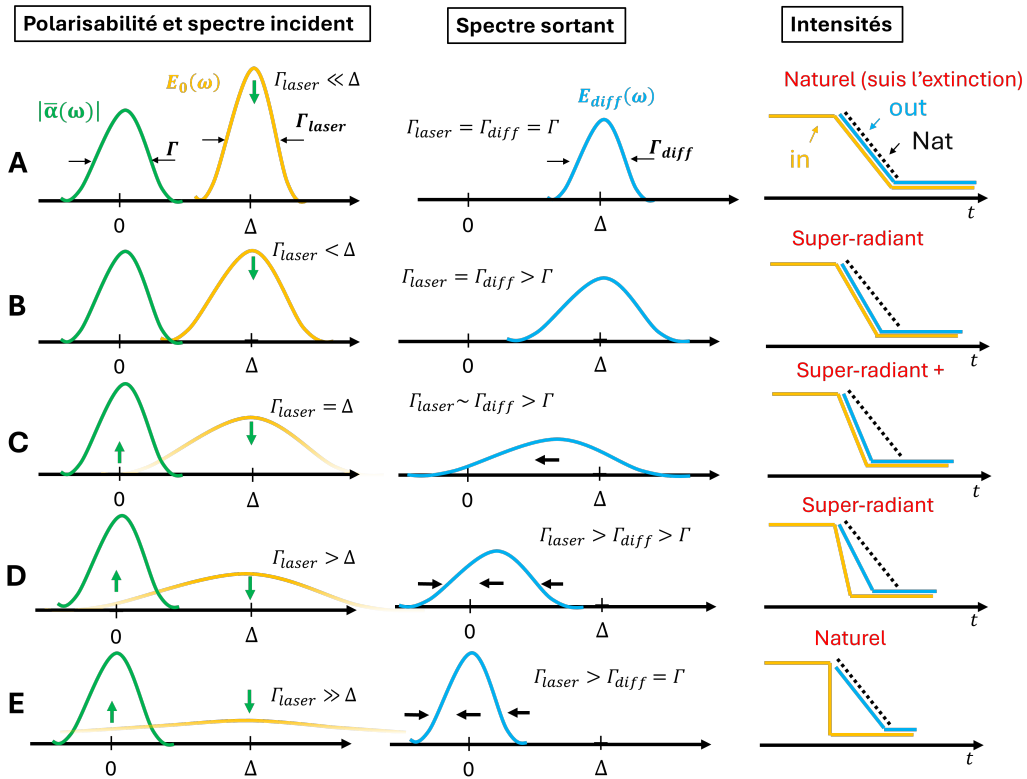 Polarisabilité et spectre incident
Spectre sortant
Intensités
A
|α̅(ω)|
Γ
E₀(ω)
Γ_laser ≪ Δ
Γ_laser
0
Δ
Γ_laser = Γ_diff = Γ
E_diff(ω)
Γ_diff
0
Δ
Naturel (suis l'extinction)
out
in
Nat
t
B
Γ_laser < Δ
0
Δ
Γ_laser = Γ_diff > Γ
0
Δ
Super-radiant
t
C
Γ_laser = Δ
0
Δ
Γ_laser ~ Γ_diff > Γ
0
Δ
Super-radiant +
t
D
Γ_laser > Δ
0
Δ
Γ_laser > Γ_diff > Γ
0
Δ
Super-radiant
t
E
Γ_laser ≫ Δ
0
Δ
Γ_laser > Γ_diff = Γ
0
Δ
Naturel
t